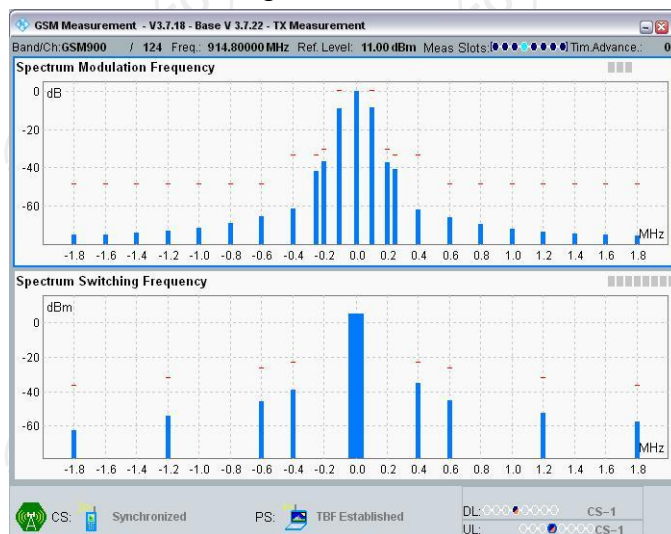 GSM Measurement - V3.7.18 - Base V 3.7.22 - TX Measurement
Band/Ch:GSM900 / 124 Freq.: 914.80000 MHz Ref. Level: 11.00 dBm Meas Slots: Tim.Advance.: 0
Spectrum Modulation Frequency
dB
0
-20
-40
-60
MHz
-1.8 -1.6 -1.4 -1.2 -1.0 -0.8 -0.6 -0.4 -0.2 0.0 0.2 0.4 0.6 0.8 1.0 1.2 1.4 1.6 1.8
Spectrum Switching Frequency
dBm
0
-20
-40
-60
MHz
-1.8 -1.6 -1.4 -1.2 -1.0 -0.8 -0.6 -0.4 -0.2 0.0 0.2 0.4 0.6 0.8 1.0 1.2 1.4 1.6 1.8
CS: Synchronized PS: TBF Established DL: CS-1
UL: CS-1